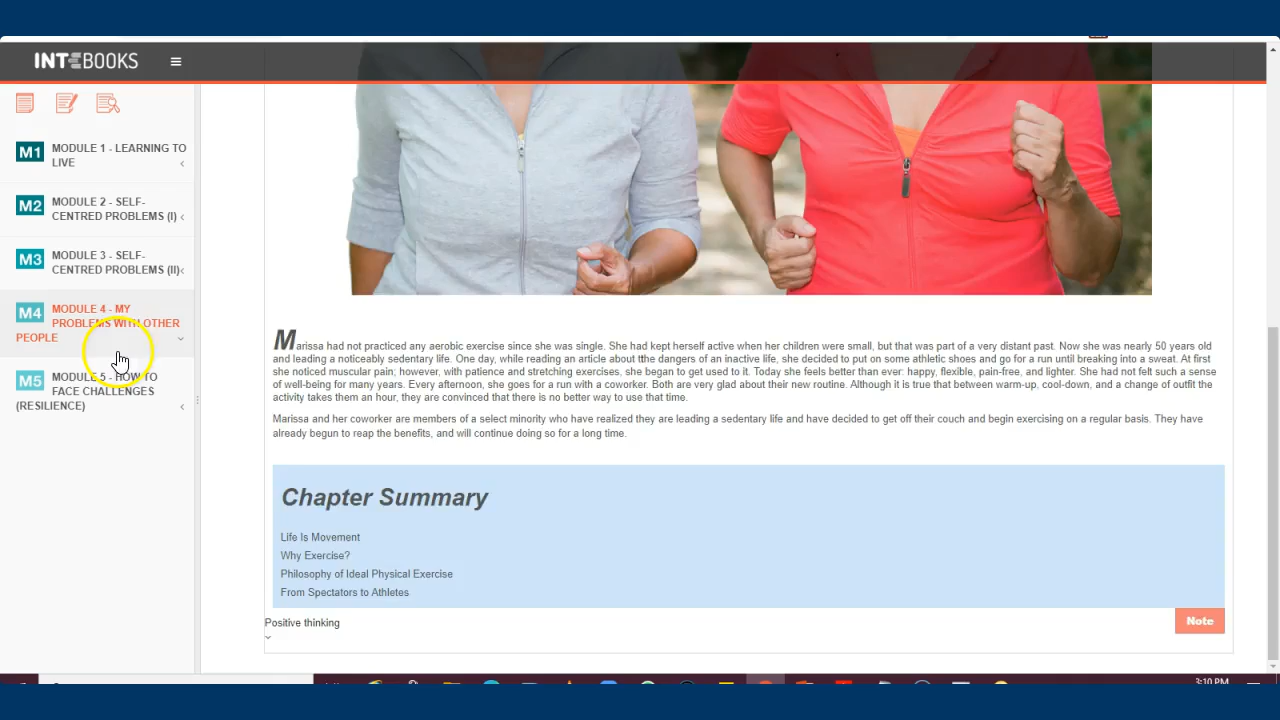 INTEBOOKS
M1 MODULE 1 - LEARNING TO
LIVE
M2 MODULE 2 - SELF-
CENTRED PROBLEMS (I)
M3 MODULE 3 - SELF-
CENTRED PROBLEMS (II)
M4 MODULE 4 - MY
PROBLEMS WITH OTHER
PEOPLE
M5 MODULE 5 - HOW TO
FACE CHALLENGES
(RESILIENCE)
Marissa had not practiced any aerobic exercise since she was single. She had kept herself active when her children were small, but that was part of a very distant past. Now she was nearly 50 years old
and leading a noticeably sedentary life. One day, while reading an article about tthe dangers of an inactive life, she decided to put on some athletic shoes and go for a run until breaking into a sweat. At first
she noticed muscular pain; however, with patience and stretching exercises, she began to get used to it. Today she feels better than ever: happy, flexible, pain-free, and lighter. She had not felt such a sense
of well-being for many years. Every afternoon, she goes for a run with a coworker. Both are very glad about their new routine. Although it is true that between warm-up, cool-down, and a change of outfit the
activity takes them an hour, they are convinced that there is no better way to use that time.
Marissa and her coworker are members of a select minority who have realized they are leading a sedentary life and have decided to get off their couch and begin exercising on a regular basis. They have
already begun to reap the benefits, and will continue doing so for a long time.
Chapter Summary
Life Is Movement
Why Exercise?
Philosophy of Ideal Physical Exercise
From Spectators to Athletes
Positive thinking
Note
3:10 PM